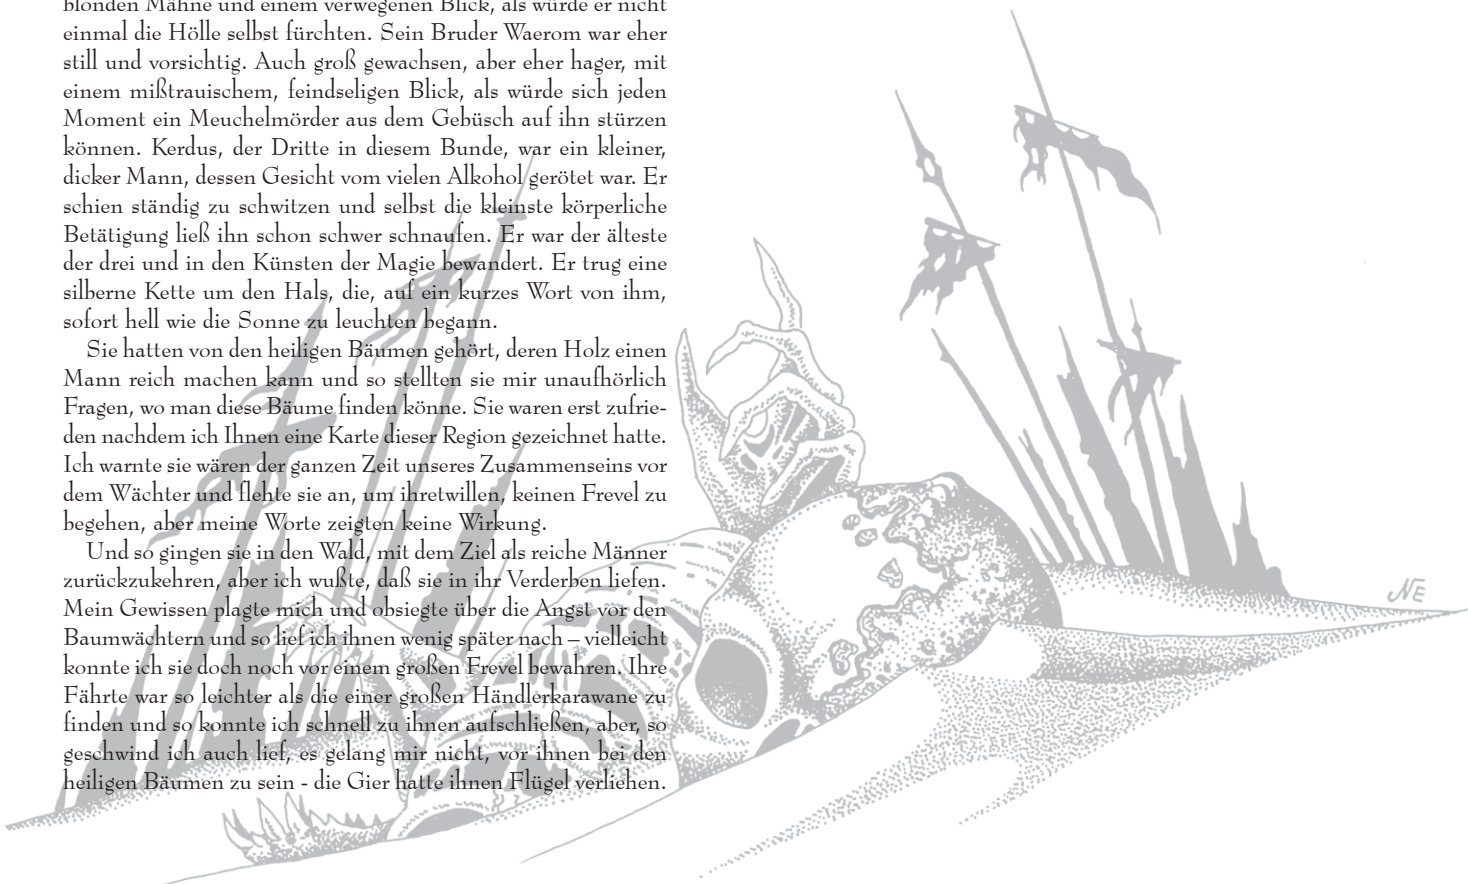 blonden Mähne und einem verwegenen Blick, als würde er nicht
einmal die Hölle selbst fürchten. Sein Bruder Waerom war eher
still und vorsichtig. Auch groß gewachsen, aber eher hager, mit
einem mißtrauischem, feindseligen Blick, als würde sich jeden
Moment ein Meuchelmörder aus dem Gebüsch auf ihn stürzen
können. Kerdus, der Dritte in diesem Bunde, war ein kleiner,
dicker Mann, dessen Gesicht vom vielen Alkohol gerötet war. Er
schien ständig zu schwitzen und selbst die kleinste körperliche
Betätigung ließ ihn schon schwer schnaufen. Er war der älteste
der drei und in den Künsten der Magie bewandert. Er trug eine
silberne Kette um den Hals, die, auf ein kurzes Wort von ihm,
sofort hell wie die Sonne zu leuchten begann.
Sie hatten von den heiligen Bäumen gehört, deren Holz einen
Mann reich machen kann und so stellten sie mir unaufhörlich
Fragen, wo man diese Bäume finden könne. Sie waren erst zufrie-
den nachdem ich Ihnen eine Karte dieser Region gezeichnet hatte.
Ich warnte sie wären der ganzen Zeit unseres Zusammenseins vor
dem Wächter und flehte sie an, um ihretwillen, keinen Frevel zu
begehen, aber meine Worte zeigten keine Wirkung.
Und so gingen sie in den Wald, mit dem Ziel als reiche Männer
zurückzukehren, aber ich wußte, daß sie in ihr Verderben liefen.
Mein Gewissen plagte mich und obsiegte über die Angst vor den
Baumwächtern und so lief ich ihnen wenig später nach – vielleicht
konnte ich sie doch noch vor einem großen Frevel bewahren. Ihre
Fährte war so leichter als die einer großen Händlerkarawane zu
finden und so konnte ich schnell zu ihnen aufschließen, aber, so
geschwind ich auch lief, es gelang mir nicht, vor ihnen bei den
heiligen Bäumen zu sein - die Gier hatte ihnen Flügel verliehen.
NE